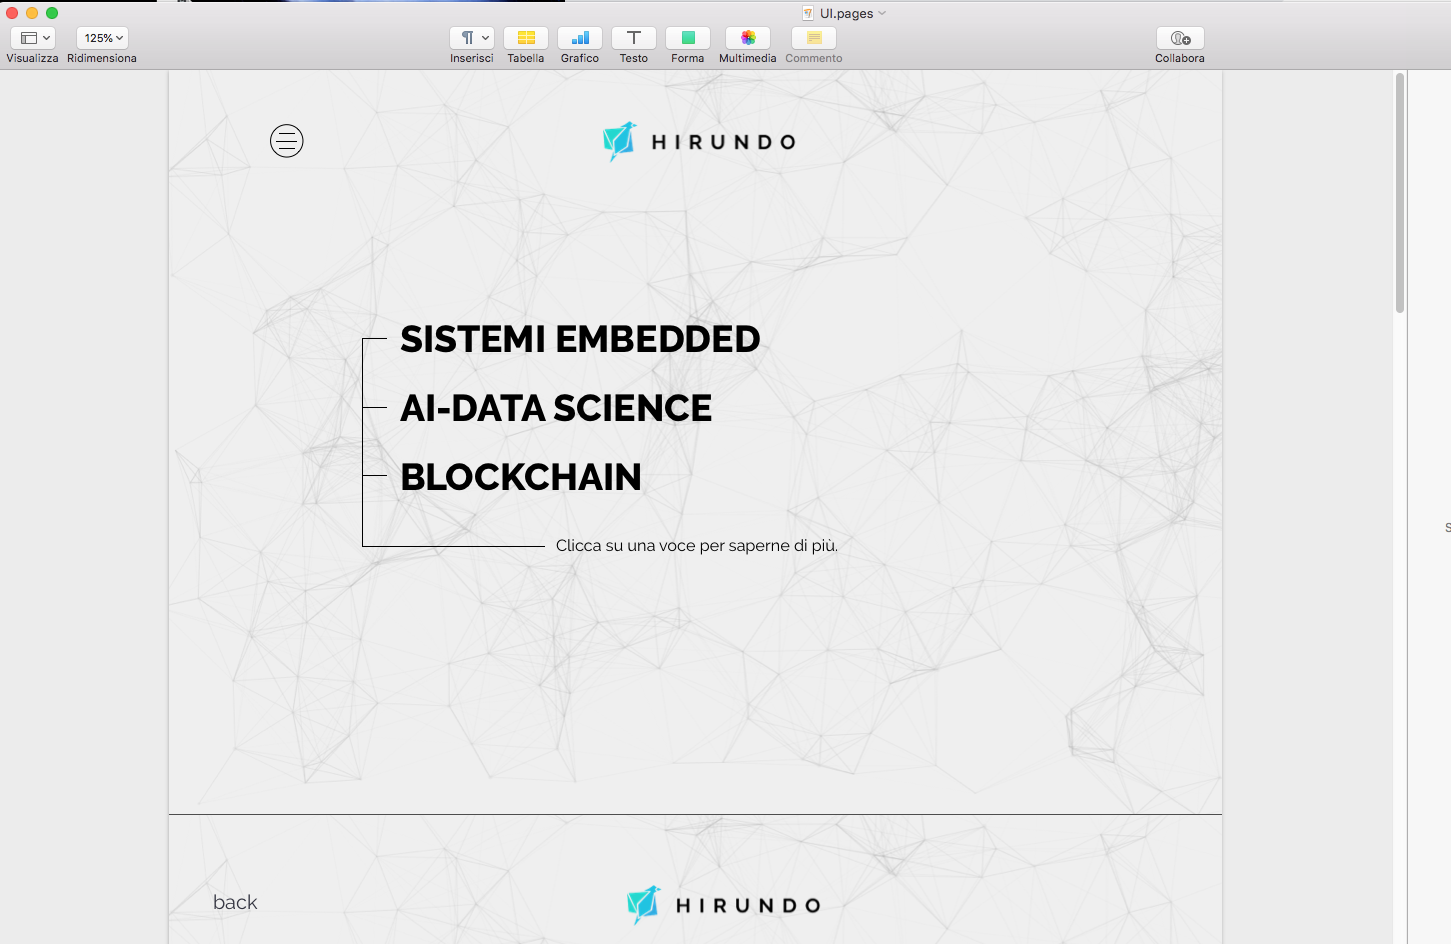 UI.pages
125%
Visualizza
Ridimensiona
Inserisci
Tabella
Grafico
Testo
Forma
Multimedia
Commento
Collabora
HIRUNDO
SISTEMI EMBEDDED
AI-DATA SCIENCE
BLOCKCHAIN
Clicca su una voce per saperne di più.
back
HIRUNDO